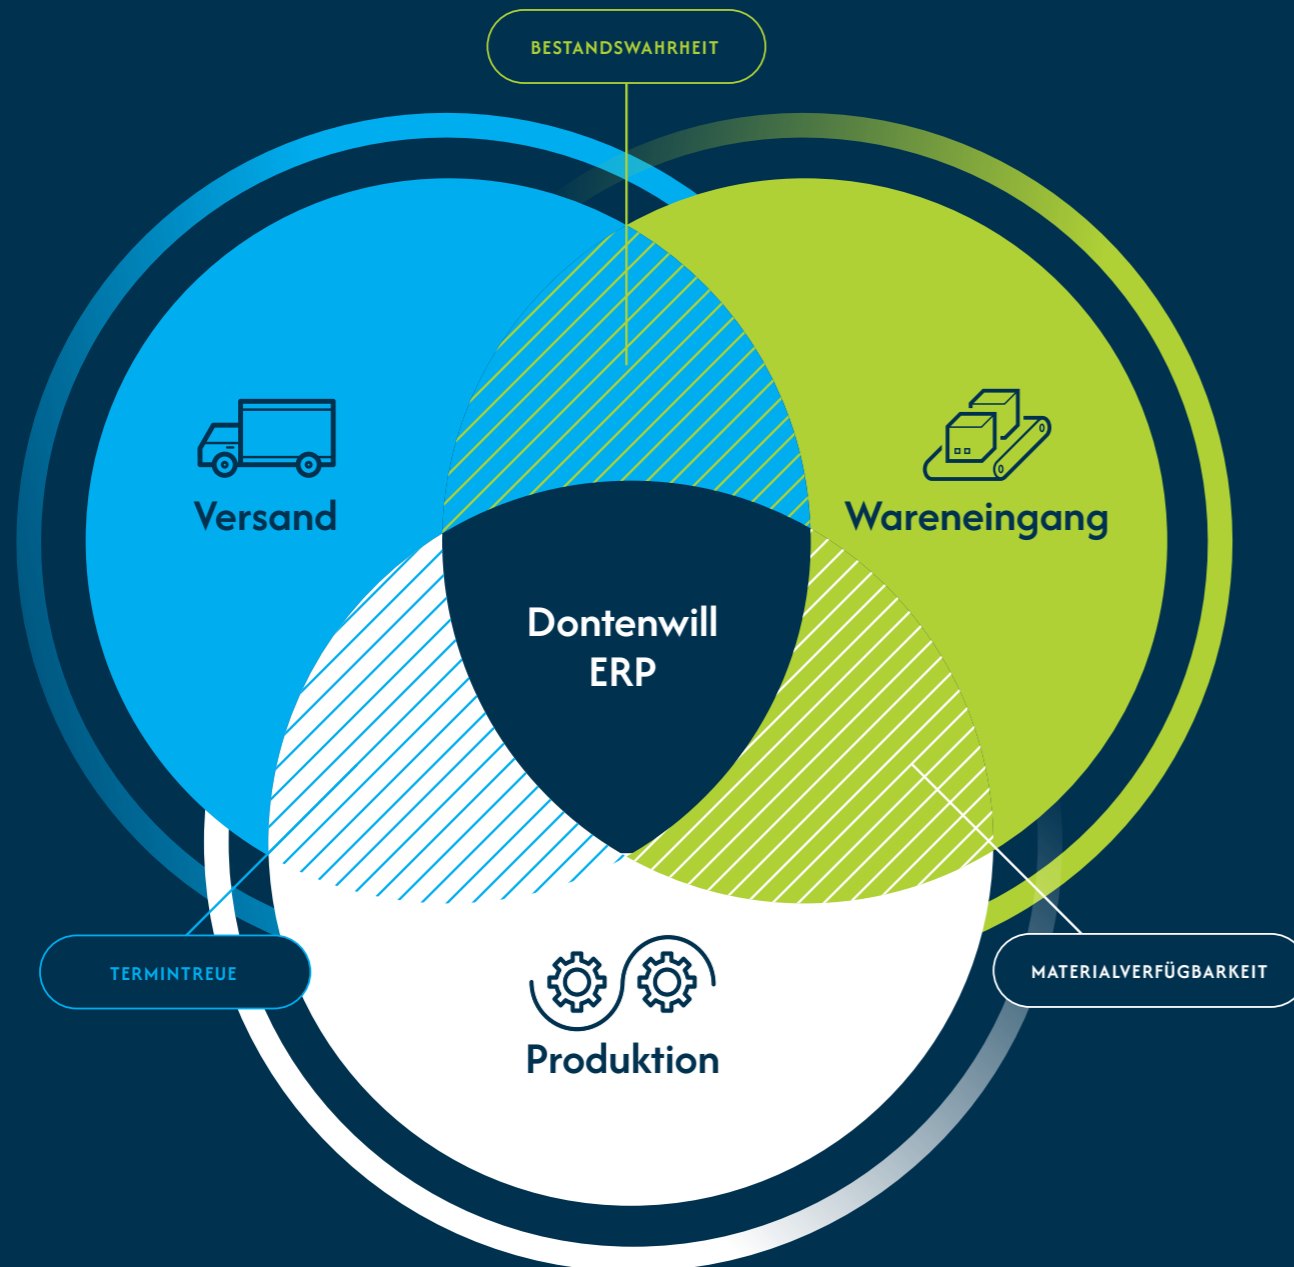 BESTANDSWAHRHEIT
Versand
Wareneingang
Dontenwill
ERP
TERMINTREUE
MATERIALVERFÜGBARKEIT
Produktion